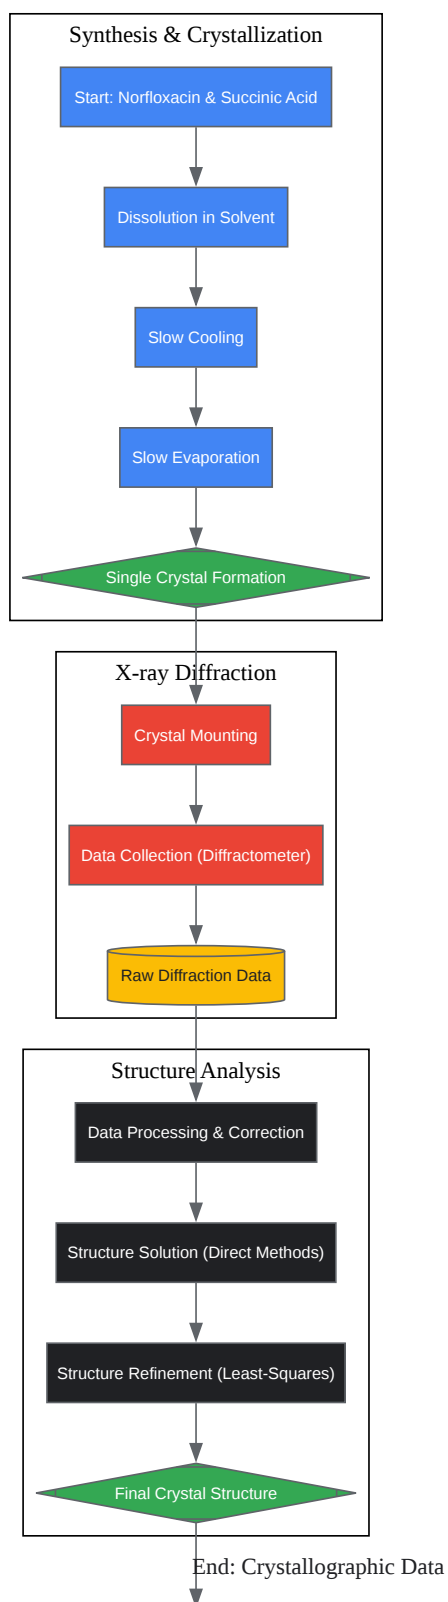 Synthesis & Crystallization
Start: Norfloxacin & Succinic Acid
Dissolution in Solvent
Slow Cooling
Slow Evaporation
Single Crystal Formation
X-ray Diffraction
Crystal Mounting
Data Collection (Diffractometer)
Raw Diffraction Data
Structure Analysis
Data Processing & Correction
Structure Solution (Direct Methods)
Structure Refinement (Least-Squares)
Final Crystal Structure
End: Crystallographic Data